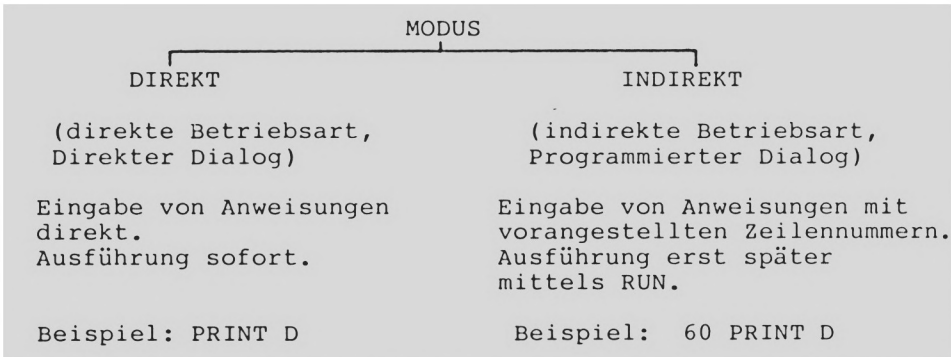 MODUS
DIREKT
(direkte Betriebsart,
Direkter Dialog)
Eingabe von Anweisungen
direkt.
Ausführung sofort.
Beispiel: PRINT D
INDIREKT
(indirekte Betriebsart,
Programmierter Dialog)
Eingabe von Anweisungen mit
vorangestellten Zeilennummern.
Ausführung erst später
mittels RUN.
Beispiel: 60 PRINT D